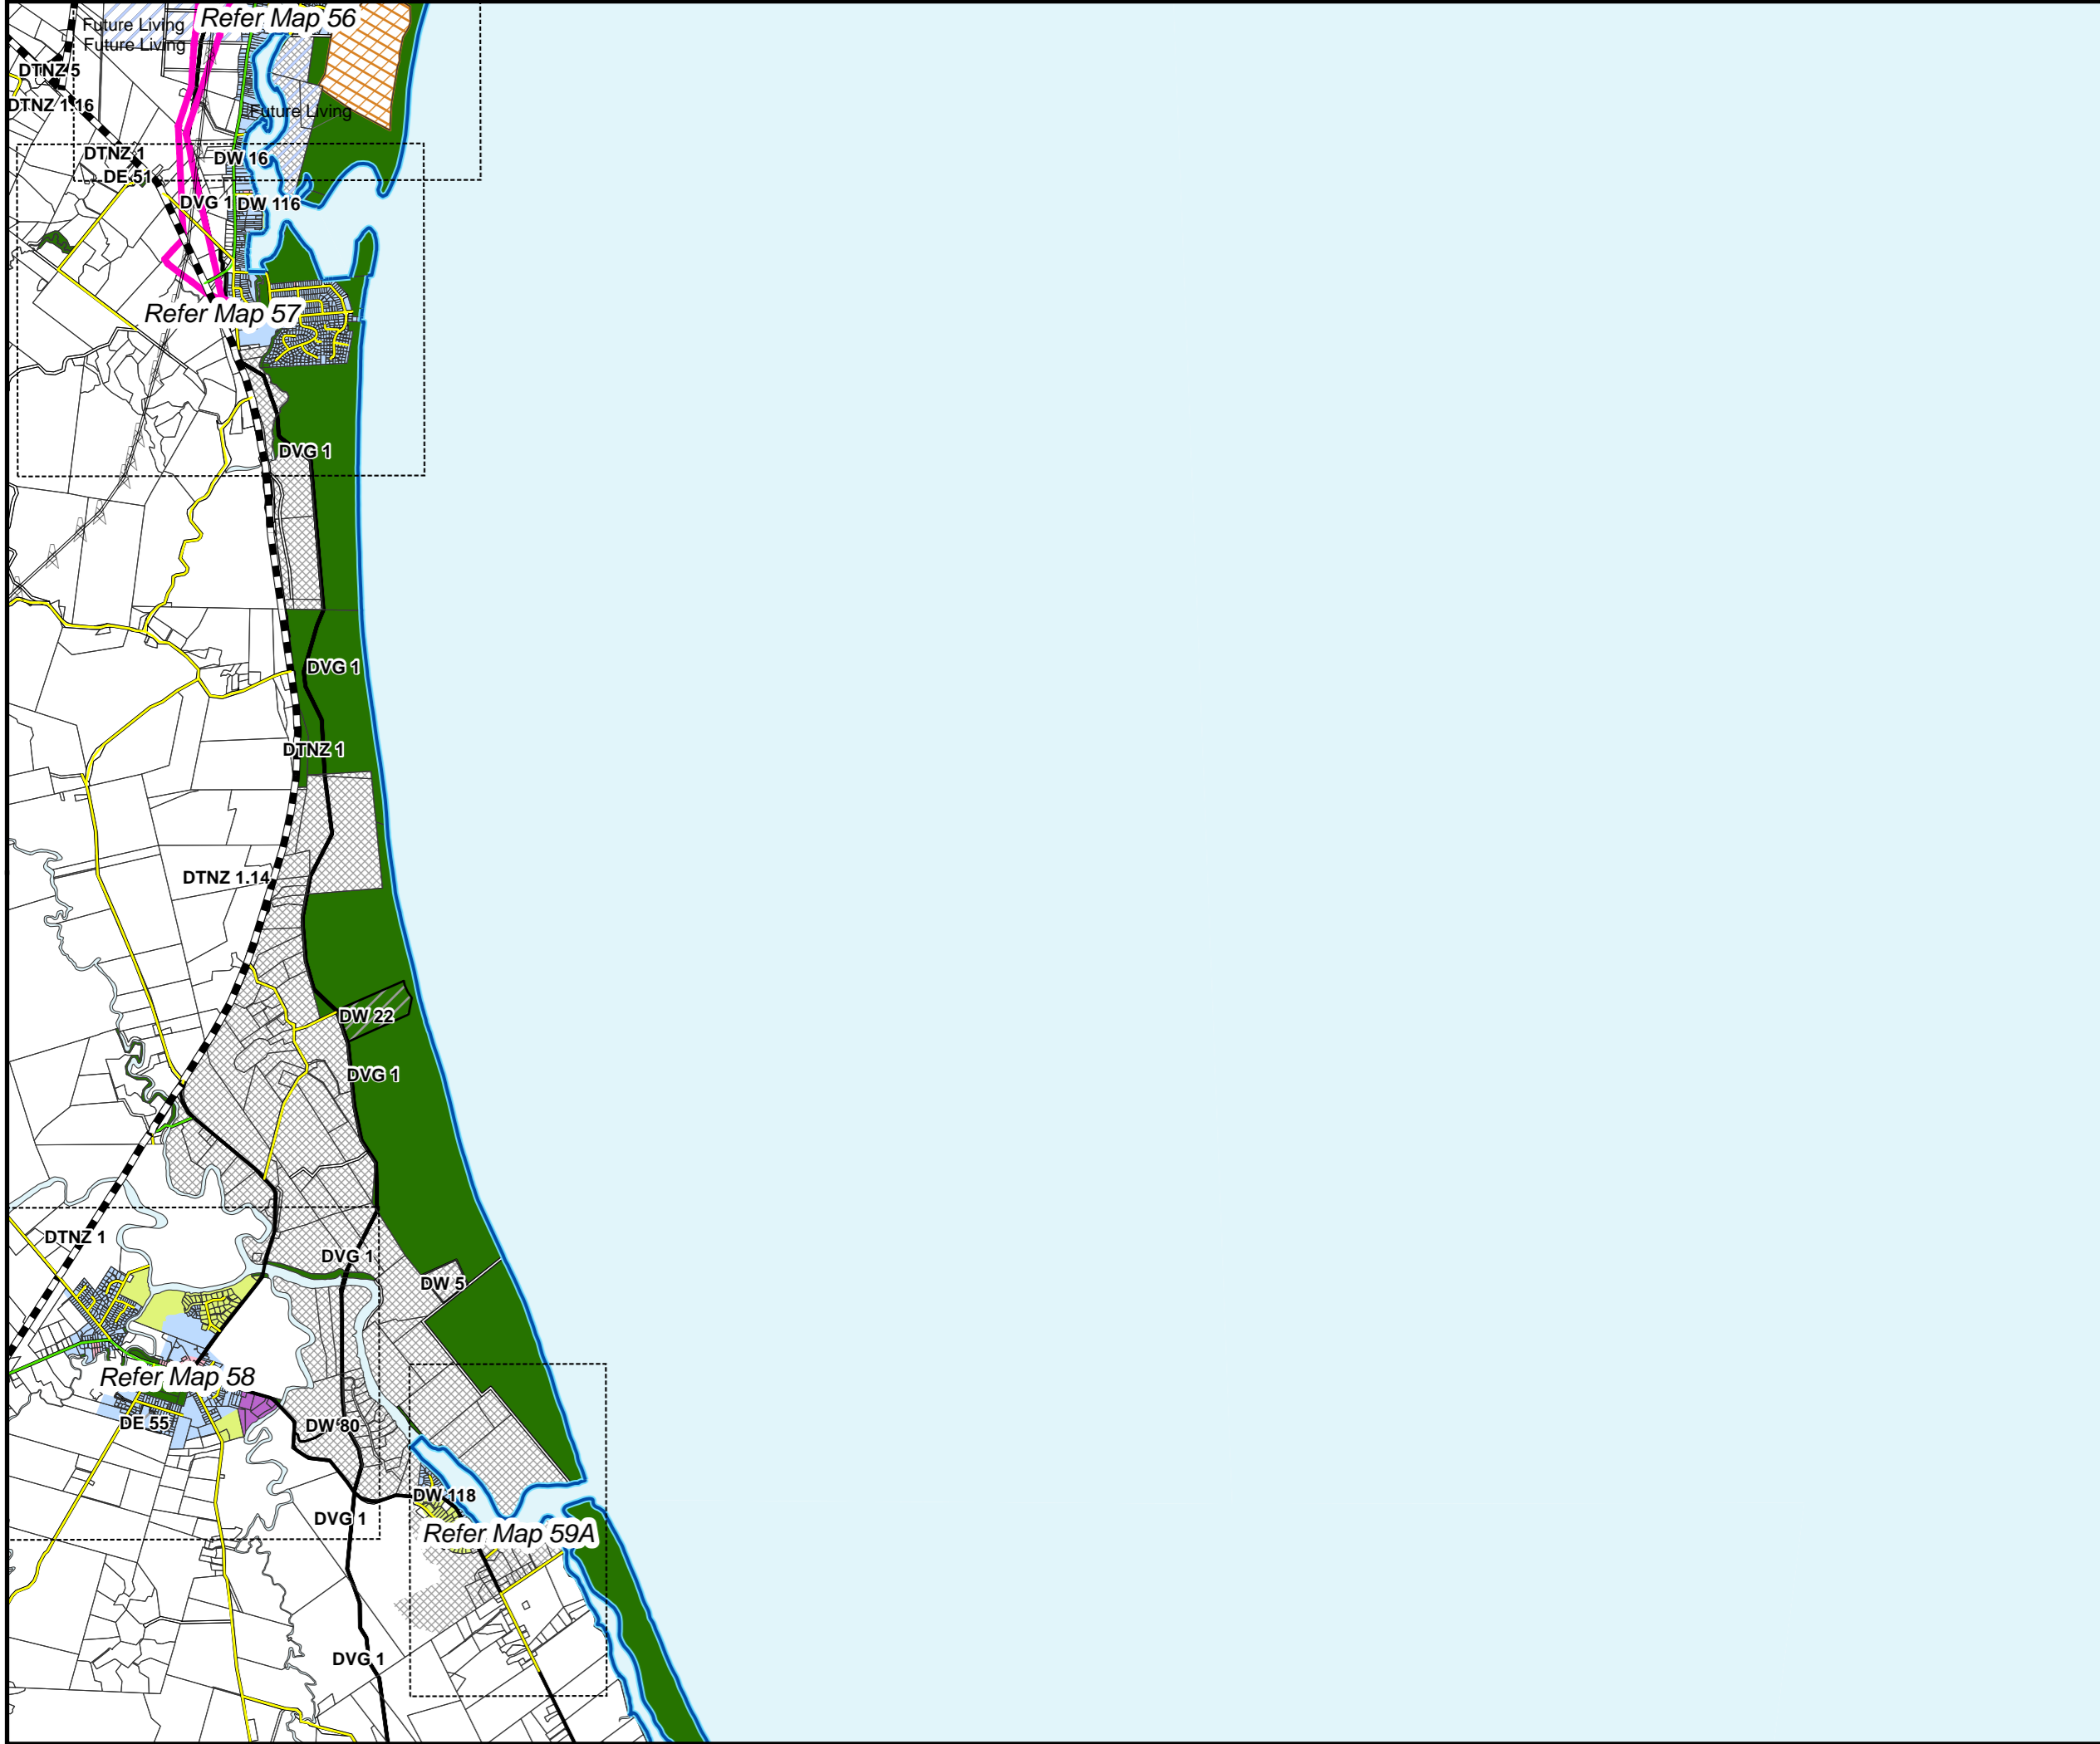 Refer Map 56
Future Living
Future Living
DTNZ 5
DTNZ 1.16
Future Living
DTNZ 1
DW 16
DE 51
DVG 1
DW 116
Refer Map 57
DVG 1
DVG 1
DTNZ 1
DTNZ 1.14
DW 22
DVG 1
DTNZ 1
DVG 1
DW 5
Refer Map 58
DE 55
DW 80
DW 118
DVG 1
Refer Map 59A
DVG 1